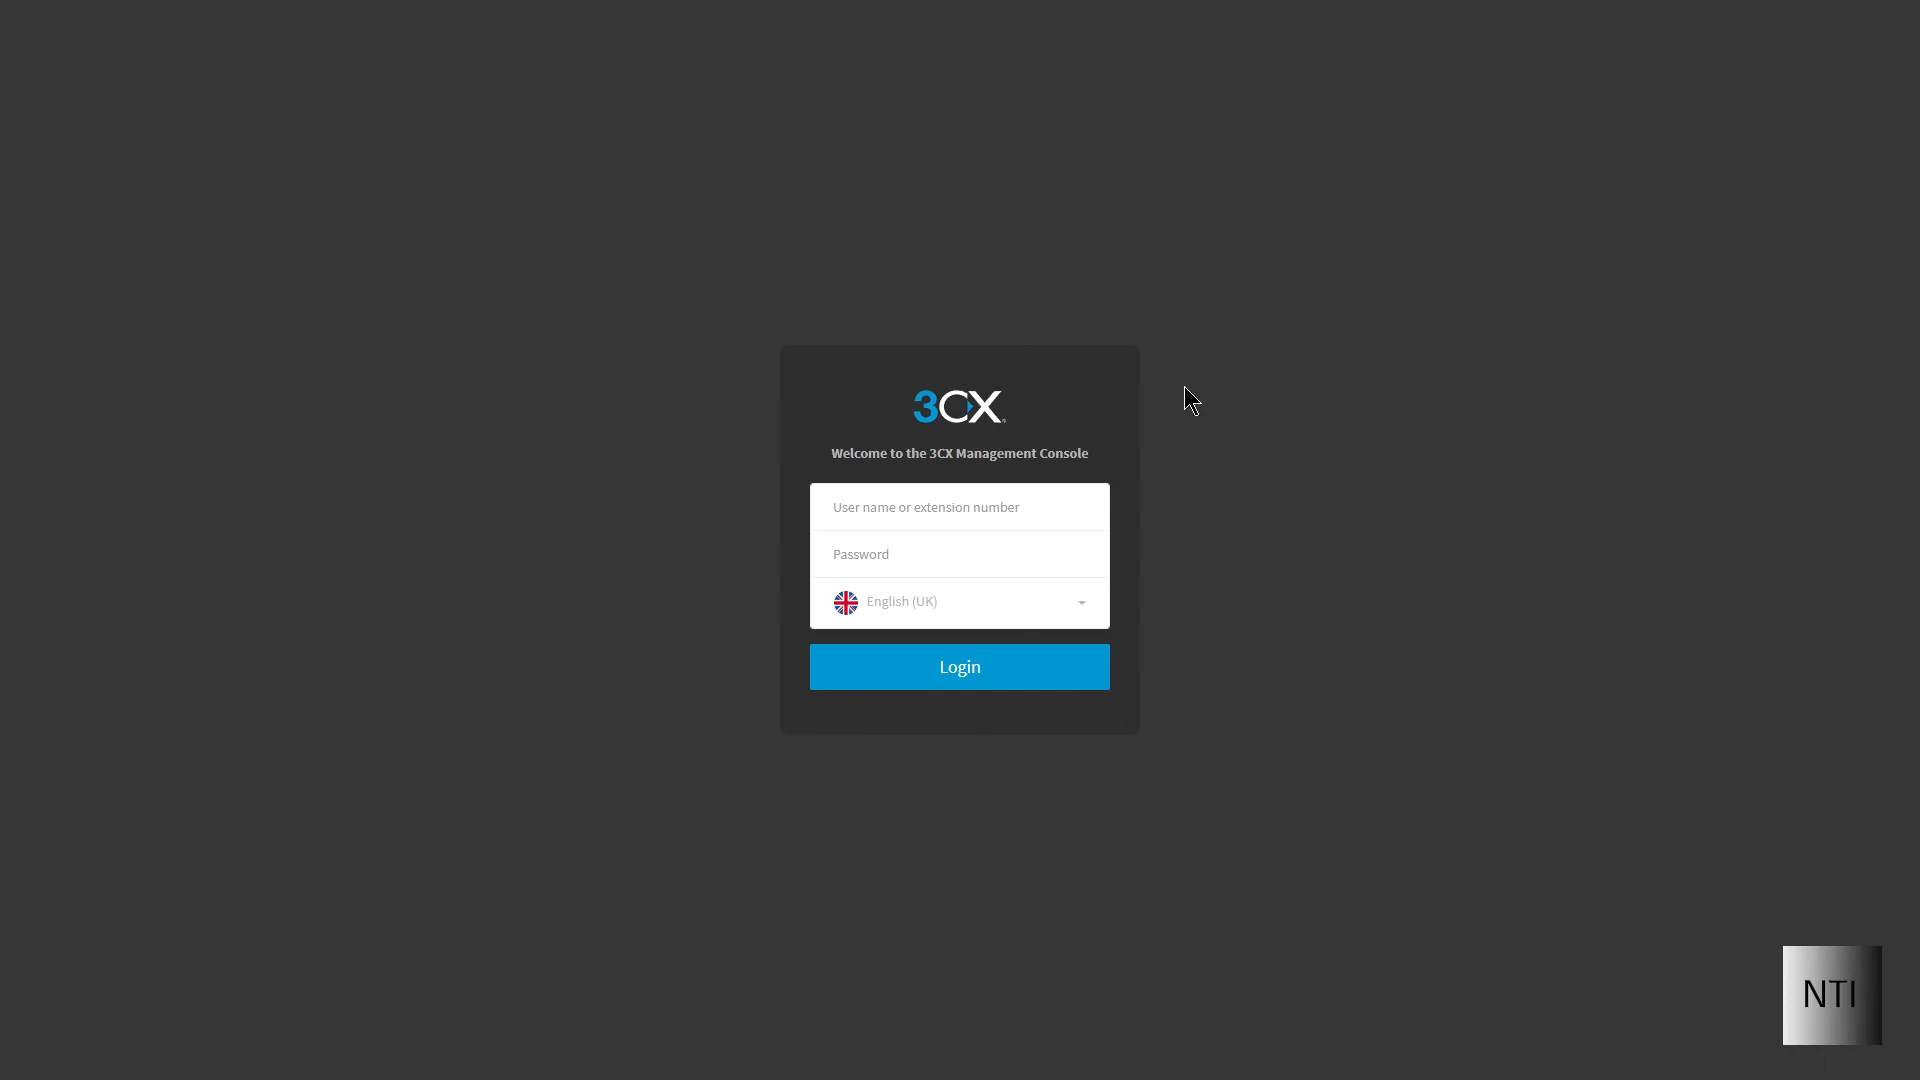 3CX
Welcome to the 3CX Management Console
User name or extension number
Password
English (UK)
Login
NTI